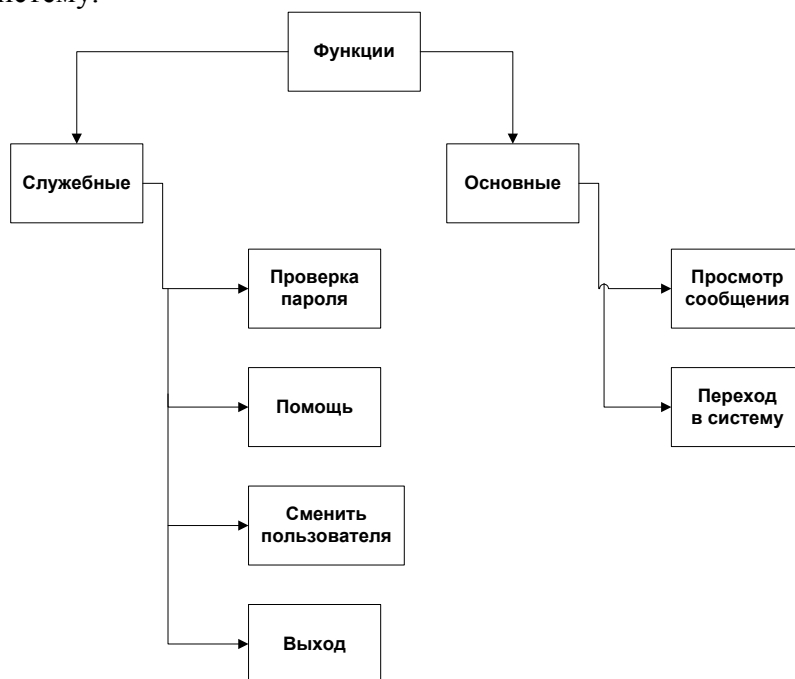 Функции
Служебные
Основные
Проверка
пароля
Просмотр
сообщения
Помощь
Переход
в систему
Сменить
пользователя
Выход